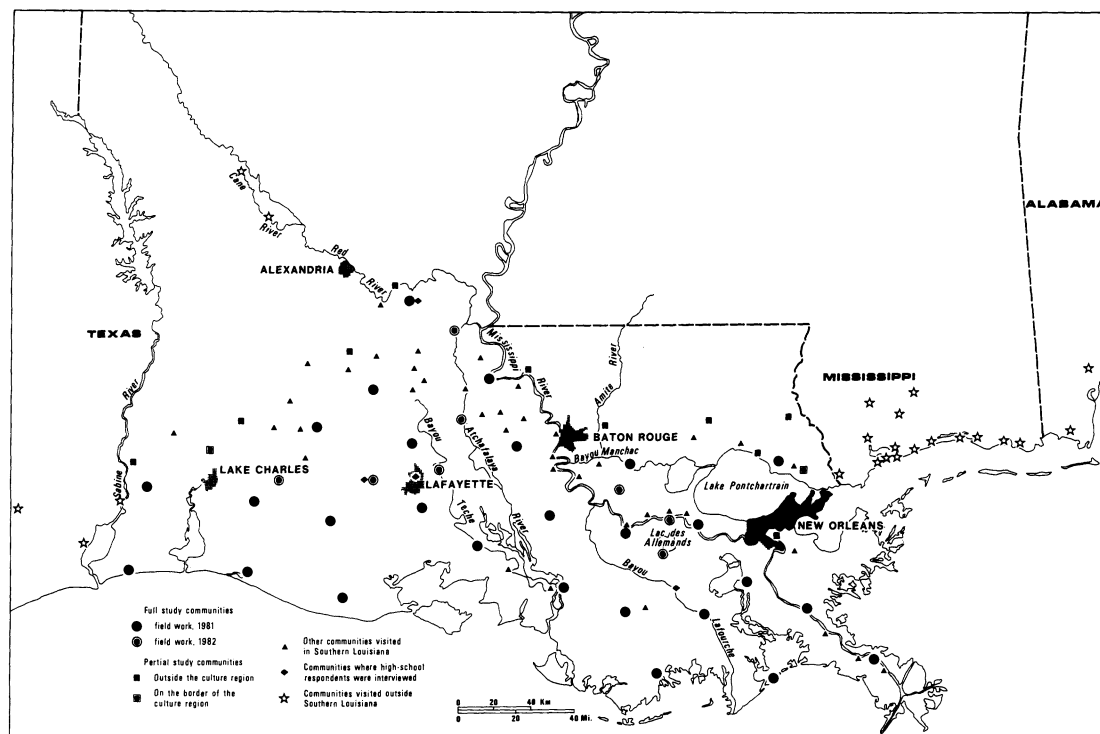 ALABAMA
Cane
River
Red
River
ALEXANDRIA
TEXAS
River
Sabine
Mississippi
River
Amite
River
MISSISSIPPI
Bayou
Teche
Atchafalaya
River
BATON ROUGE
Bayou Manchac
LAKE CHARLES
LAFAYETTE
Lake Pontchartrain
NEW ORLEANS
Lac des
Allemands
Bayou
Lafourche
Full study communities
field work, 1981
field work, 1982
Partial study communities
Outside the culture region
On the border of the
culture region
Other communities visited
in Southern Louisiana
Communities where high-school
respondents were interviewed
Communities visited outside
Southern Louisiana
0 20 40 Km
0 20 40 Mi.